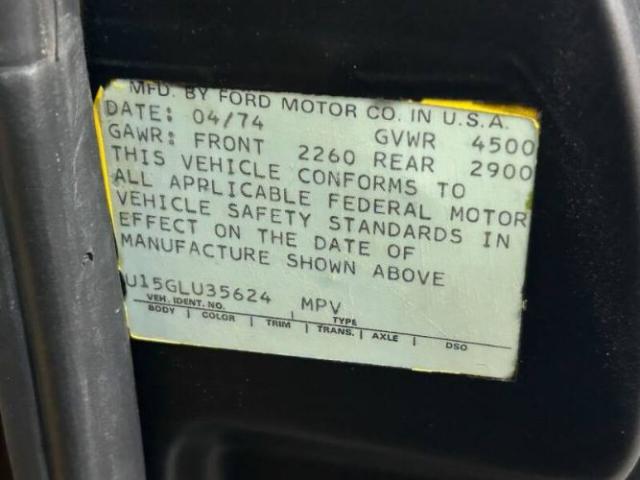 MFD. BY FORD MOTOR CO. IN U.S.A.
DATE: 04/74 GVWR 4500
GAWR: FRONT 2260 REAR 2900
THIS VEHICLE CONFORMS TO
ALL APPLICABLE FEDERAL MOTOR
VEHICLE SAFETY STANDARDS IN
EFFECT ON THE DATE OF
MANUFACTURE SHOWN ABOVE
U15GLU35624 MPV
VEH. IDENT. NO. TYPE
BODY | COLOR | TRIM | TRANS. | AXLE | DSO